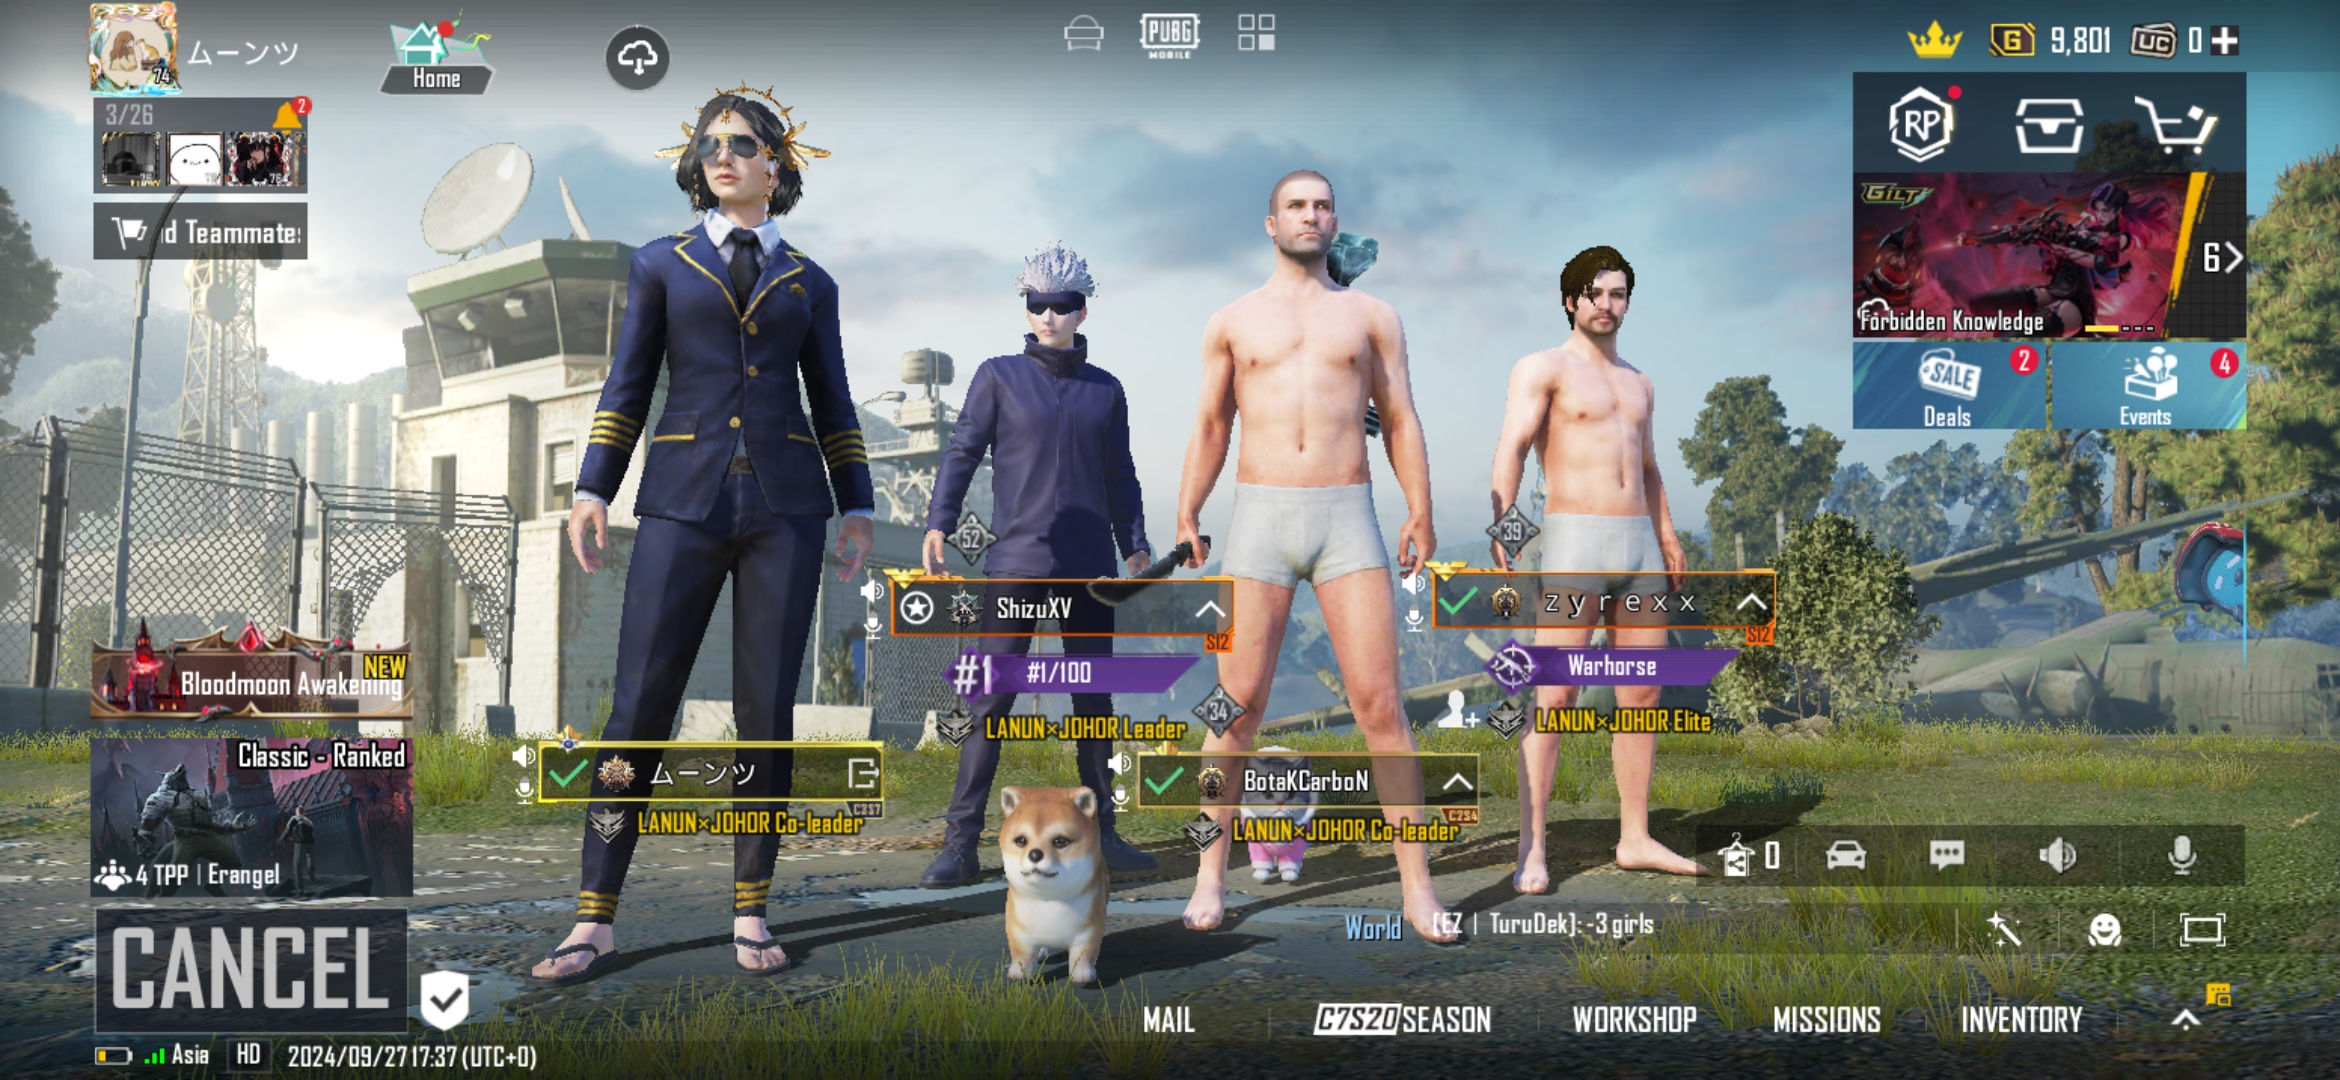 ムーンツ
74
Home
PUBG
MOBILE
G 9,801 UC 0
3/26
2
d Teammate
RP
GILT
6
Forbidden Knowledge
SALE
2
4
Deals
Events
52
39
ShizuXV
S12
z y r e x x
S12
#1 #1/100
Warhorse
LANUN×JOHOR Leader
34
LANUN×JOHOR Elite
NEW
Bloodmoon Awakening
Classic - Ranked
ムーンツ
C3S7
BotaKCarboN
C2S4
LANUN×JOHOR Co-leader
LANUN×JOHOR Co-leader
4 TPP | Erangel
0
World [EZ | TuruDek]: -3 girls
CANCEL
MAIL
C7S20 SEASON
WORKSHOP
MISSIONS
INVENTORY
Asia HD 2024/09/27 17:37 (UTC+0)